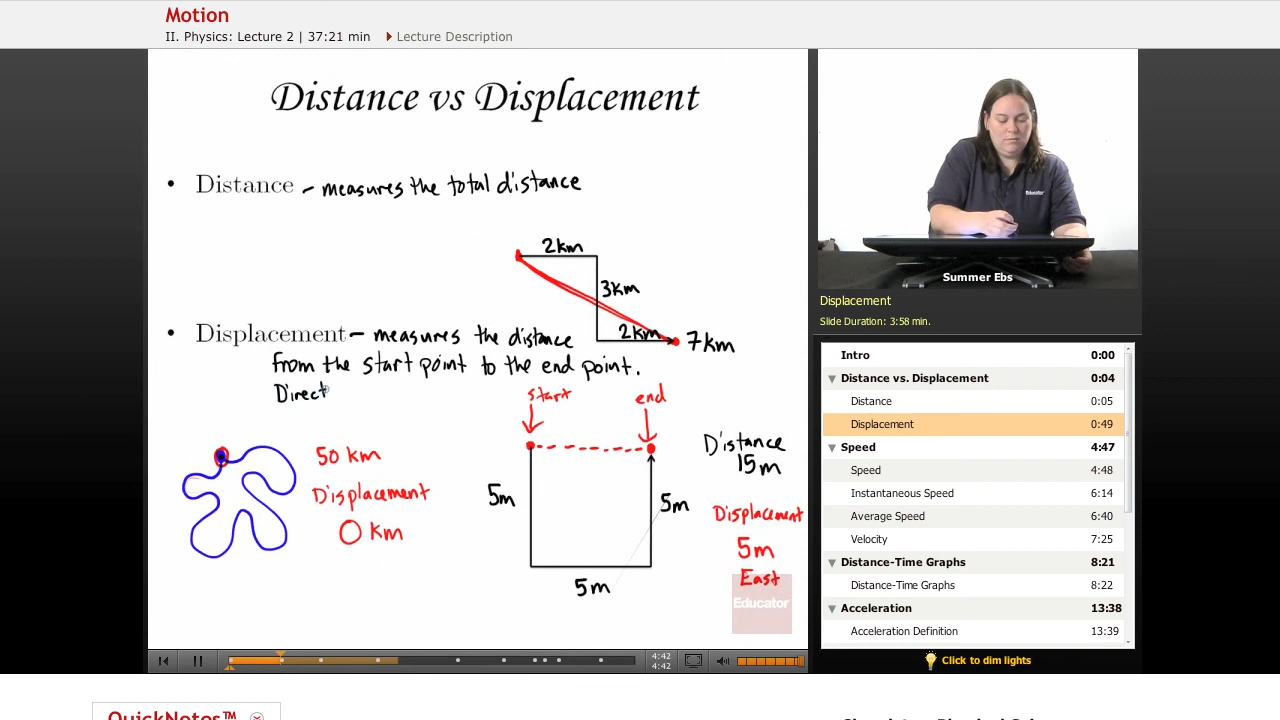 Motion
II. Physics: Lecture 2 | 37:21 min
Lecture Description
Distance vs Displacement
• Distance - measures the total distance
2km
3km
2km
7km
• Displacement - measures the distance
from the start point to the end point.
Direct
start
end
50 km
Displacement
0 km
5m
5m
5m
Distance
15m
Displacement
5m
East
Educator
4:42
4:42
Educator
Summer Ebs
Displacement
Slide Duration: 3:58 min.
Intro 0:00
Distance vs. Displacement 0:04
Distance 0:05
Displacement 0:49
Speed 4:47
Speed 4:48
Instantaneous Speed 6:14
Average Speed 6:40
Velocity 7:25
Distance-Time Graphs 8:21
Distance-Time Graphs 8:22
Acceleration 13:38
Acceleration Definition 13:39
Click to dim lights
QuickNotes™